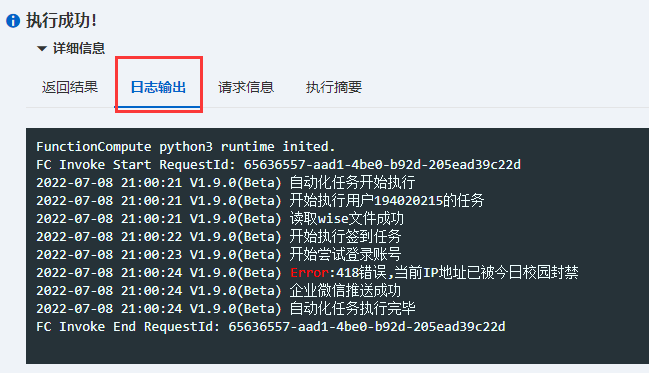 执行成功!
详细信息
返回结果 日志输出 请求信息 执行摘要
FunctionCompute python3 runtime inited.
FC Invoke Start RequestId: 65636557-aad1-4be0-b92d-205ead39c22d
2022-07-08 21:00:21 V1.9.0(Beta) 自动化任务开始执行
2022-07-08 21:00:21 V1.9.0(Beta) 开始执行用户194020215的任务
2022-07-08 21:00:21 V1.9.0(Beta) 读取wise文件成功
2022-07-08 21:00:22 V1.9.0(Beta) 开始执行签到任务
2022-07-08 21:00:23 V1.9.0(Beta) 开始尝试登录账号
2022-07-08 21:00:24 V1.9.0(Beta) Error:418错误,当前IP地址已被今日校园封禁
2022-07-08 21:00:24 V1.9.0(Beta) 企业微信推送成功
2022-07-08 21:00:24 V1.9.0(Beta) 自动化任务执行完毕
FC Invoke End RequestId: 65636557-aad1-4be0-b92d-205ead39c22d